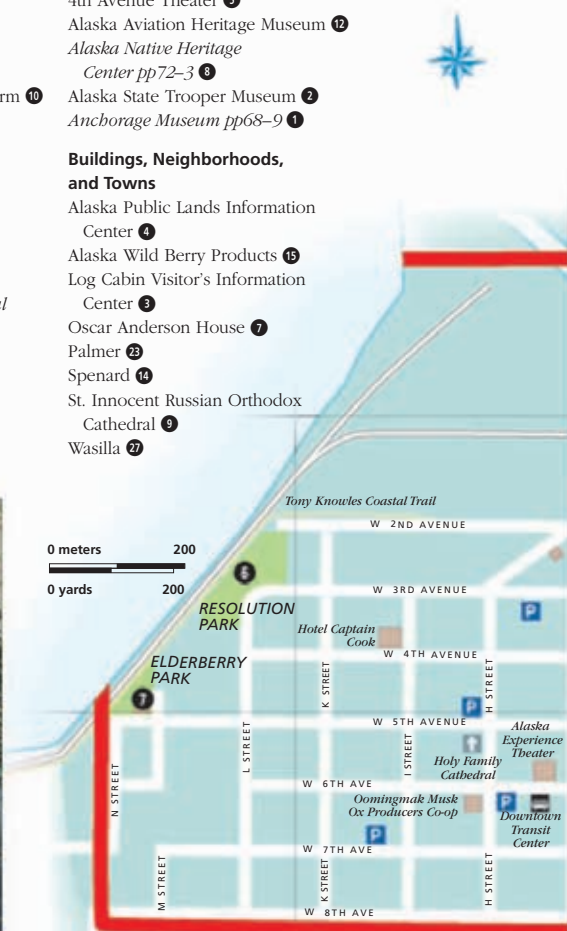 4th Avenue Theater 5
Alaska Aviation Heritage Museum 12
Alaska Native Heritage
Center pp72–3 8
rm 10
Alaska State Trooper Museum 2
Anchorage Museum pp68–9 1
Buildings, Neighborhoods,
and Towns
Alaska Public Lands Information
Center 4
Alaska Wild Berry Products 15
Log Cabin Visitor's Information
Center 3
Oscar Anderson House 7
Palmer 23
Spenard 14
St. Innocent Russian Orthodox
Cathedral 9
Wasilla 27
Tony Knowles Coastal Trail
W 2ND AVENUE
0 meters 200
0 yards 200
6
RESOLUTION
PARK
W 3RD AVENUE
P
Hotel Captain
Cook
W 4TH AVENUE
ELDERBERRY
PARK
7
K STREET
H STREET
P
W 5TH AVENUE
L STREET
I STREET
Alaska
Experience
Theater
Holy Family
Cathedral
N STREET
W 6TH AVE
Oomingmak Musk
Ox Producers Co-op
P
Downtown
Transit
Center
P
W 7TH AVE
M STREET
K STREET
H STREET
W 8TH AVE